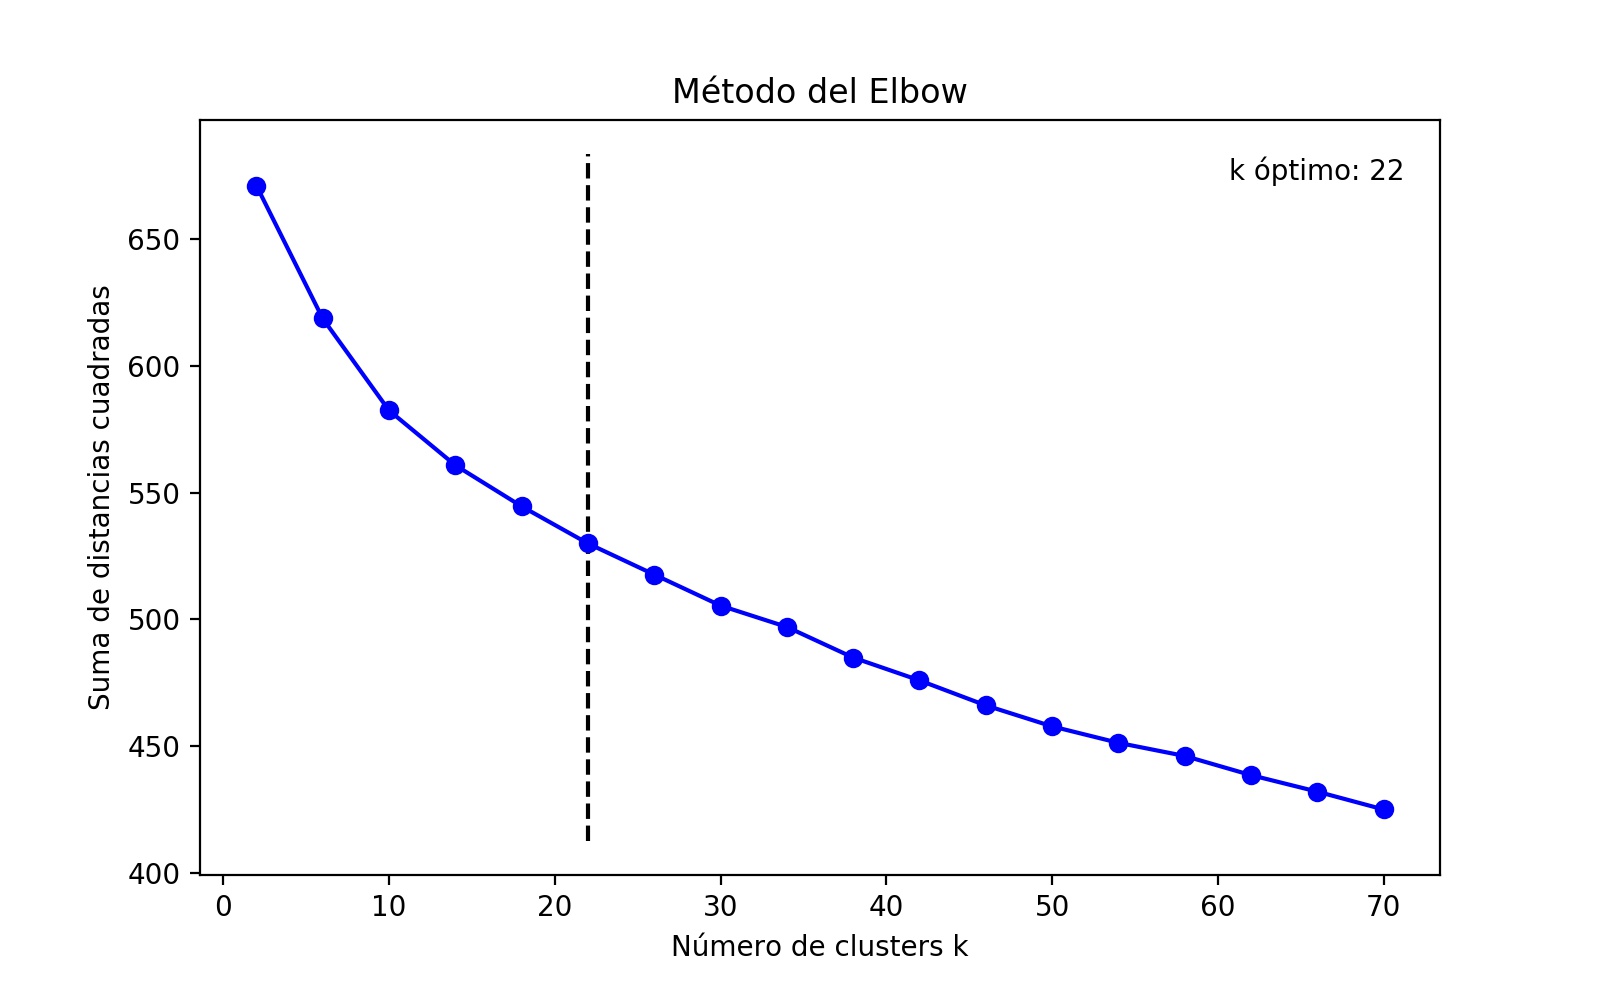 Método del Elbow
k óptimo: 22
Suma de distancias cuadradas
650
600
550
500
450
400
0 10 20 30 40 50 60 70
Número de clusters k